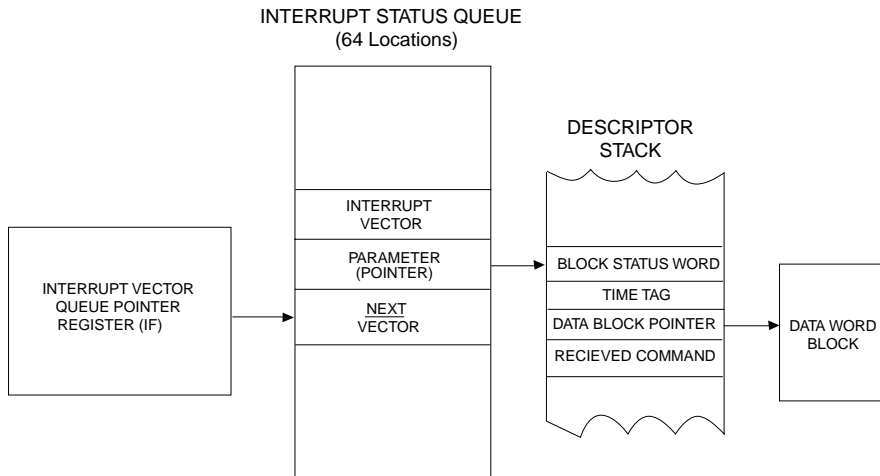 INTERRUPT STATUS QUEUE
(64 Locations)
DESCRIPTOR
STACK
INTERRUPT
VECTOR
PARAMETER
(POINTER)
NEXT
VECTOR
INTERRUPT VECTOR
QUEUE POINTER
REGISTER (IF)
BLOCK STATUS WORD
TIME TAG
DATA BLOCK POINTER
RECIEVED COMMAND
DATA WORD
BLOCK